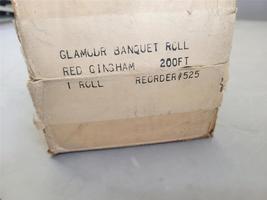 GLAMOUR BANQUET ROLL
RED GINGHAM 200FT
1 ROLL REORDER#525